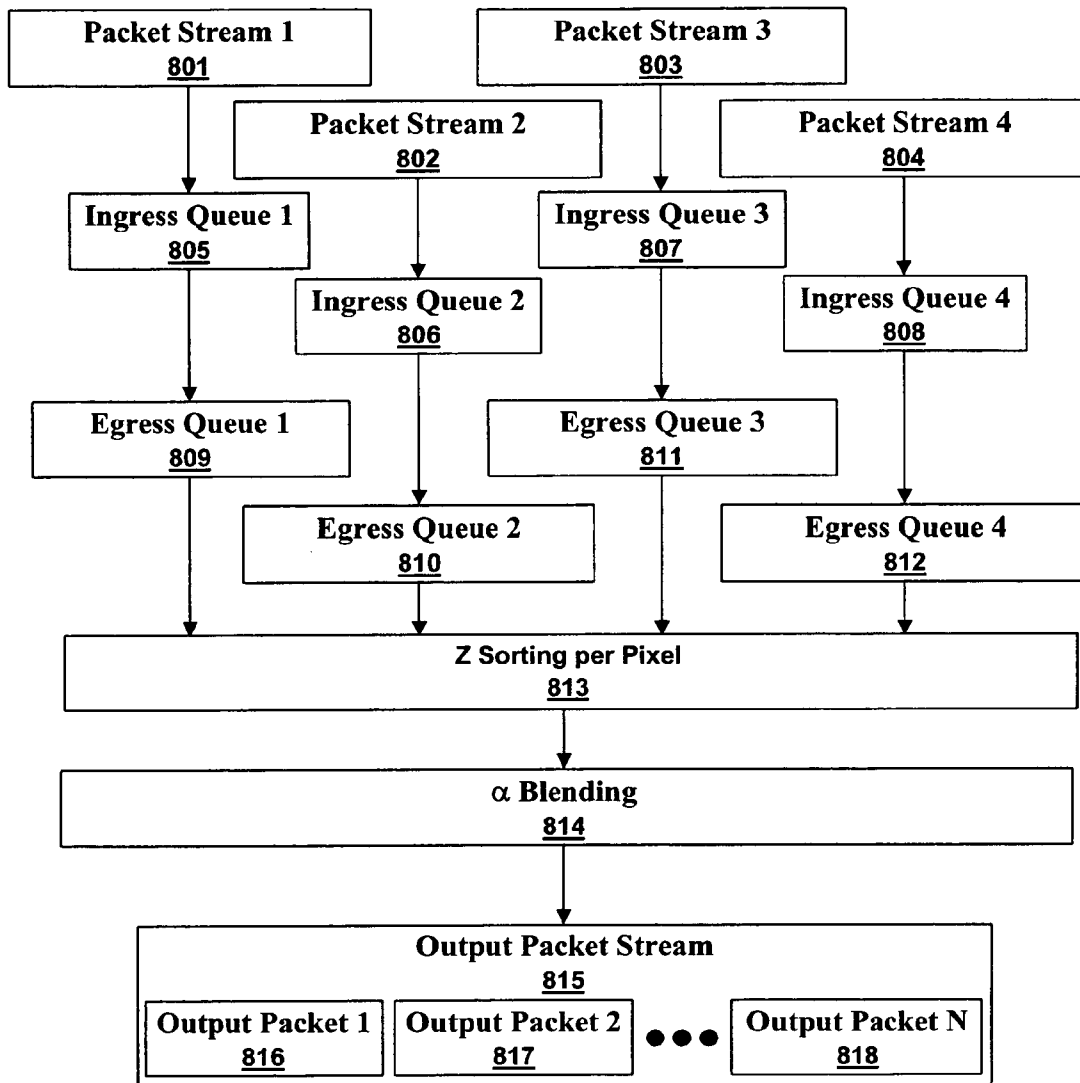 Packet Stream 1
801
Packet Stream 3
803
Packet Stream 2
802
Packet Stream 4
804
Ingress Queue 1
805
Ingress Queue 3
807
Ingress Queue 2
806
Ingress Queue 4
808
Egress Queue 1
809
Egress Queue 3
811
Egress Queue 2
810
Egress Queue 4
812
Z Sorting per Pixel
813
α Blending
814
Output Packet Stream
815
Output Packet 1
816
Output Packet 2
817
Output Packet N
818